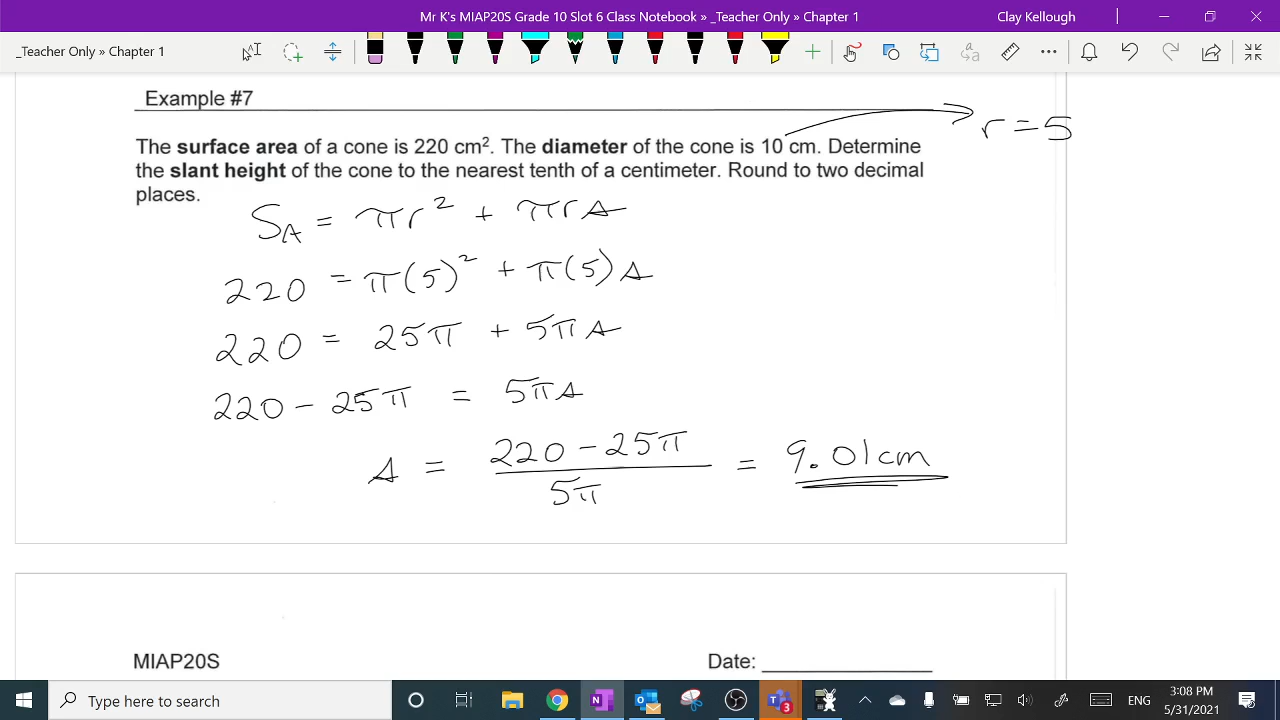 Mr K's MIAP20S Grade 10 Slot 6 Class Notebook » _Teacher Only » Chapter 1
Clay Kellough
_Teacher Only » Chapter 1
Example #7
r = 5
The surface area of a cone is 220 cm². The diameter of the cone is 10 cm. Determine
the slant height of the cone to the nearest tenth of a centimeter. Round to two decimal
places.
SA = πr² + πrs
220 = π(5)² + π(5)s
220 = 25π + 5πs
220 - 25π = 5πs
s = (220 - 25π)/(5π) = 9.01cm
MIAP20S
Date: ____________
Type here to search
3
ENG
3:08 PM
5/31/2021